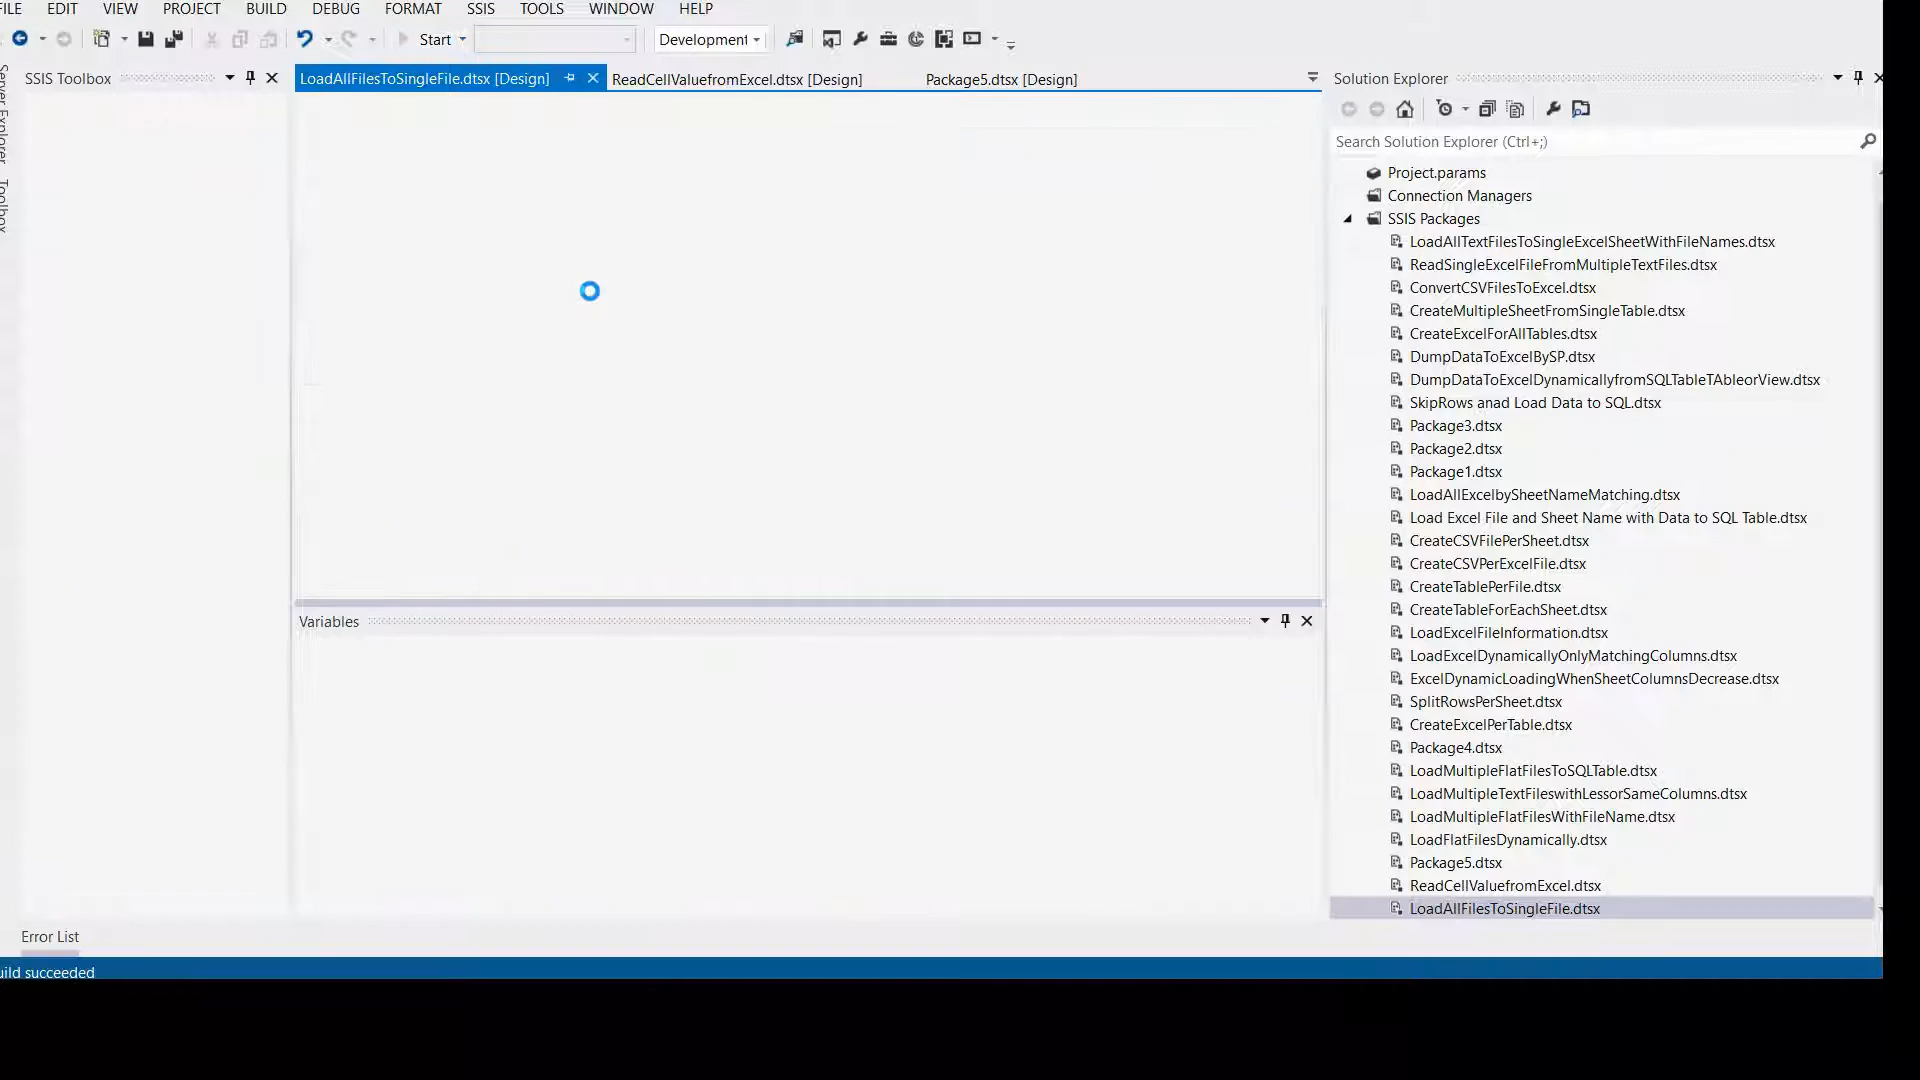 FILE EDIT VIEW PROJECT BUILD DEBUG FORMAT SSIS TOOLS WINDOW HELP
Start Development
Server Explorer
Toolbox
SSIS Toolbox
LoadAllFilesToSingleFile.dtsx [Design] ReadCellValuefromExcel.dtsx [Design] Package5.dtsx [Design]
Solution Explorer
Search Solution Explorer (Ctrl+;)
Project.params
Connection Managers
SSIS Packages
LoadAllTextFilesToSingleExcelSheetWithFileNames.dtsx
ReadSingleExcelFileFromMultipleTextFiles.dtsx
ConvertCSVFilesToExcel.dtsx
CreateMultipleSheetFromSingleTable.dtsx
CreateExcelForAllTables.dtsx
DumpDataToExcelBySP.dtsx
DumpDataToExcelDynamicallyfromSQLTableTAbleorView.dtsx
SkipRows anad Load Data to SQL.dtsx
Package3.dtsx
Package2.dtsx
Package1.dtsx
LoadAllExcelbySheetNameMatching.dtsx
Load Excel File and Sheet Name with Data to SQL Table.dtsx
CreateCSVFilePerSheet.dtsx
CreateCSVPerExcelFile.dtsx
CreateTablePerFile.dtsx
CreateTableForEachSheet.dtsx
LoadExcelFileInformation.dtsx
LoadExcelDynamicallyOnlyMatchingColumns.dtsx
ExcelDynamicLoadingWhenSheetColumnsDecrease.dtsx
SplitRowsPerSheet.dtsx
CreateExcelPerTable.dtsx
Package4.dtsx
LoadMultipleFlatFilesToSQLTable.dtsx
LoadMultipleTextFileswithLessorSameColumns.dtsx
LoadMultipleFlatFilesWithFileName.dtsx
LoadFlatFilesDynamically.dtsx
Package5.dtsx
ReadCellValuefromExcel.dtsx
LoadAllFilesToSingleFile.dtsx
Variables
Error List
uild succeeded